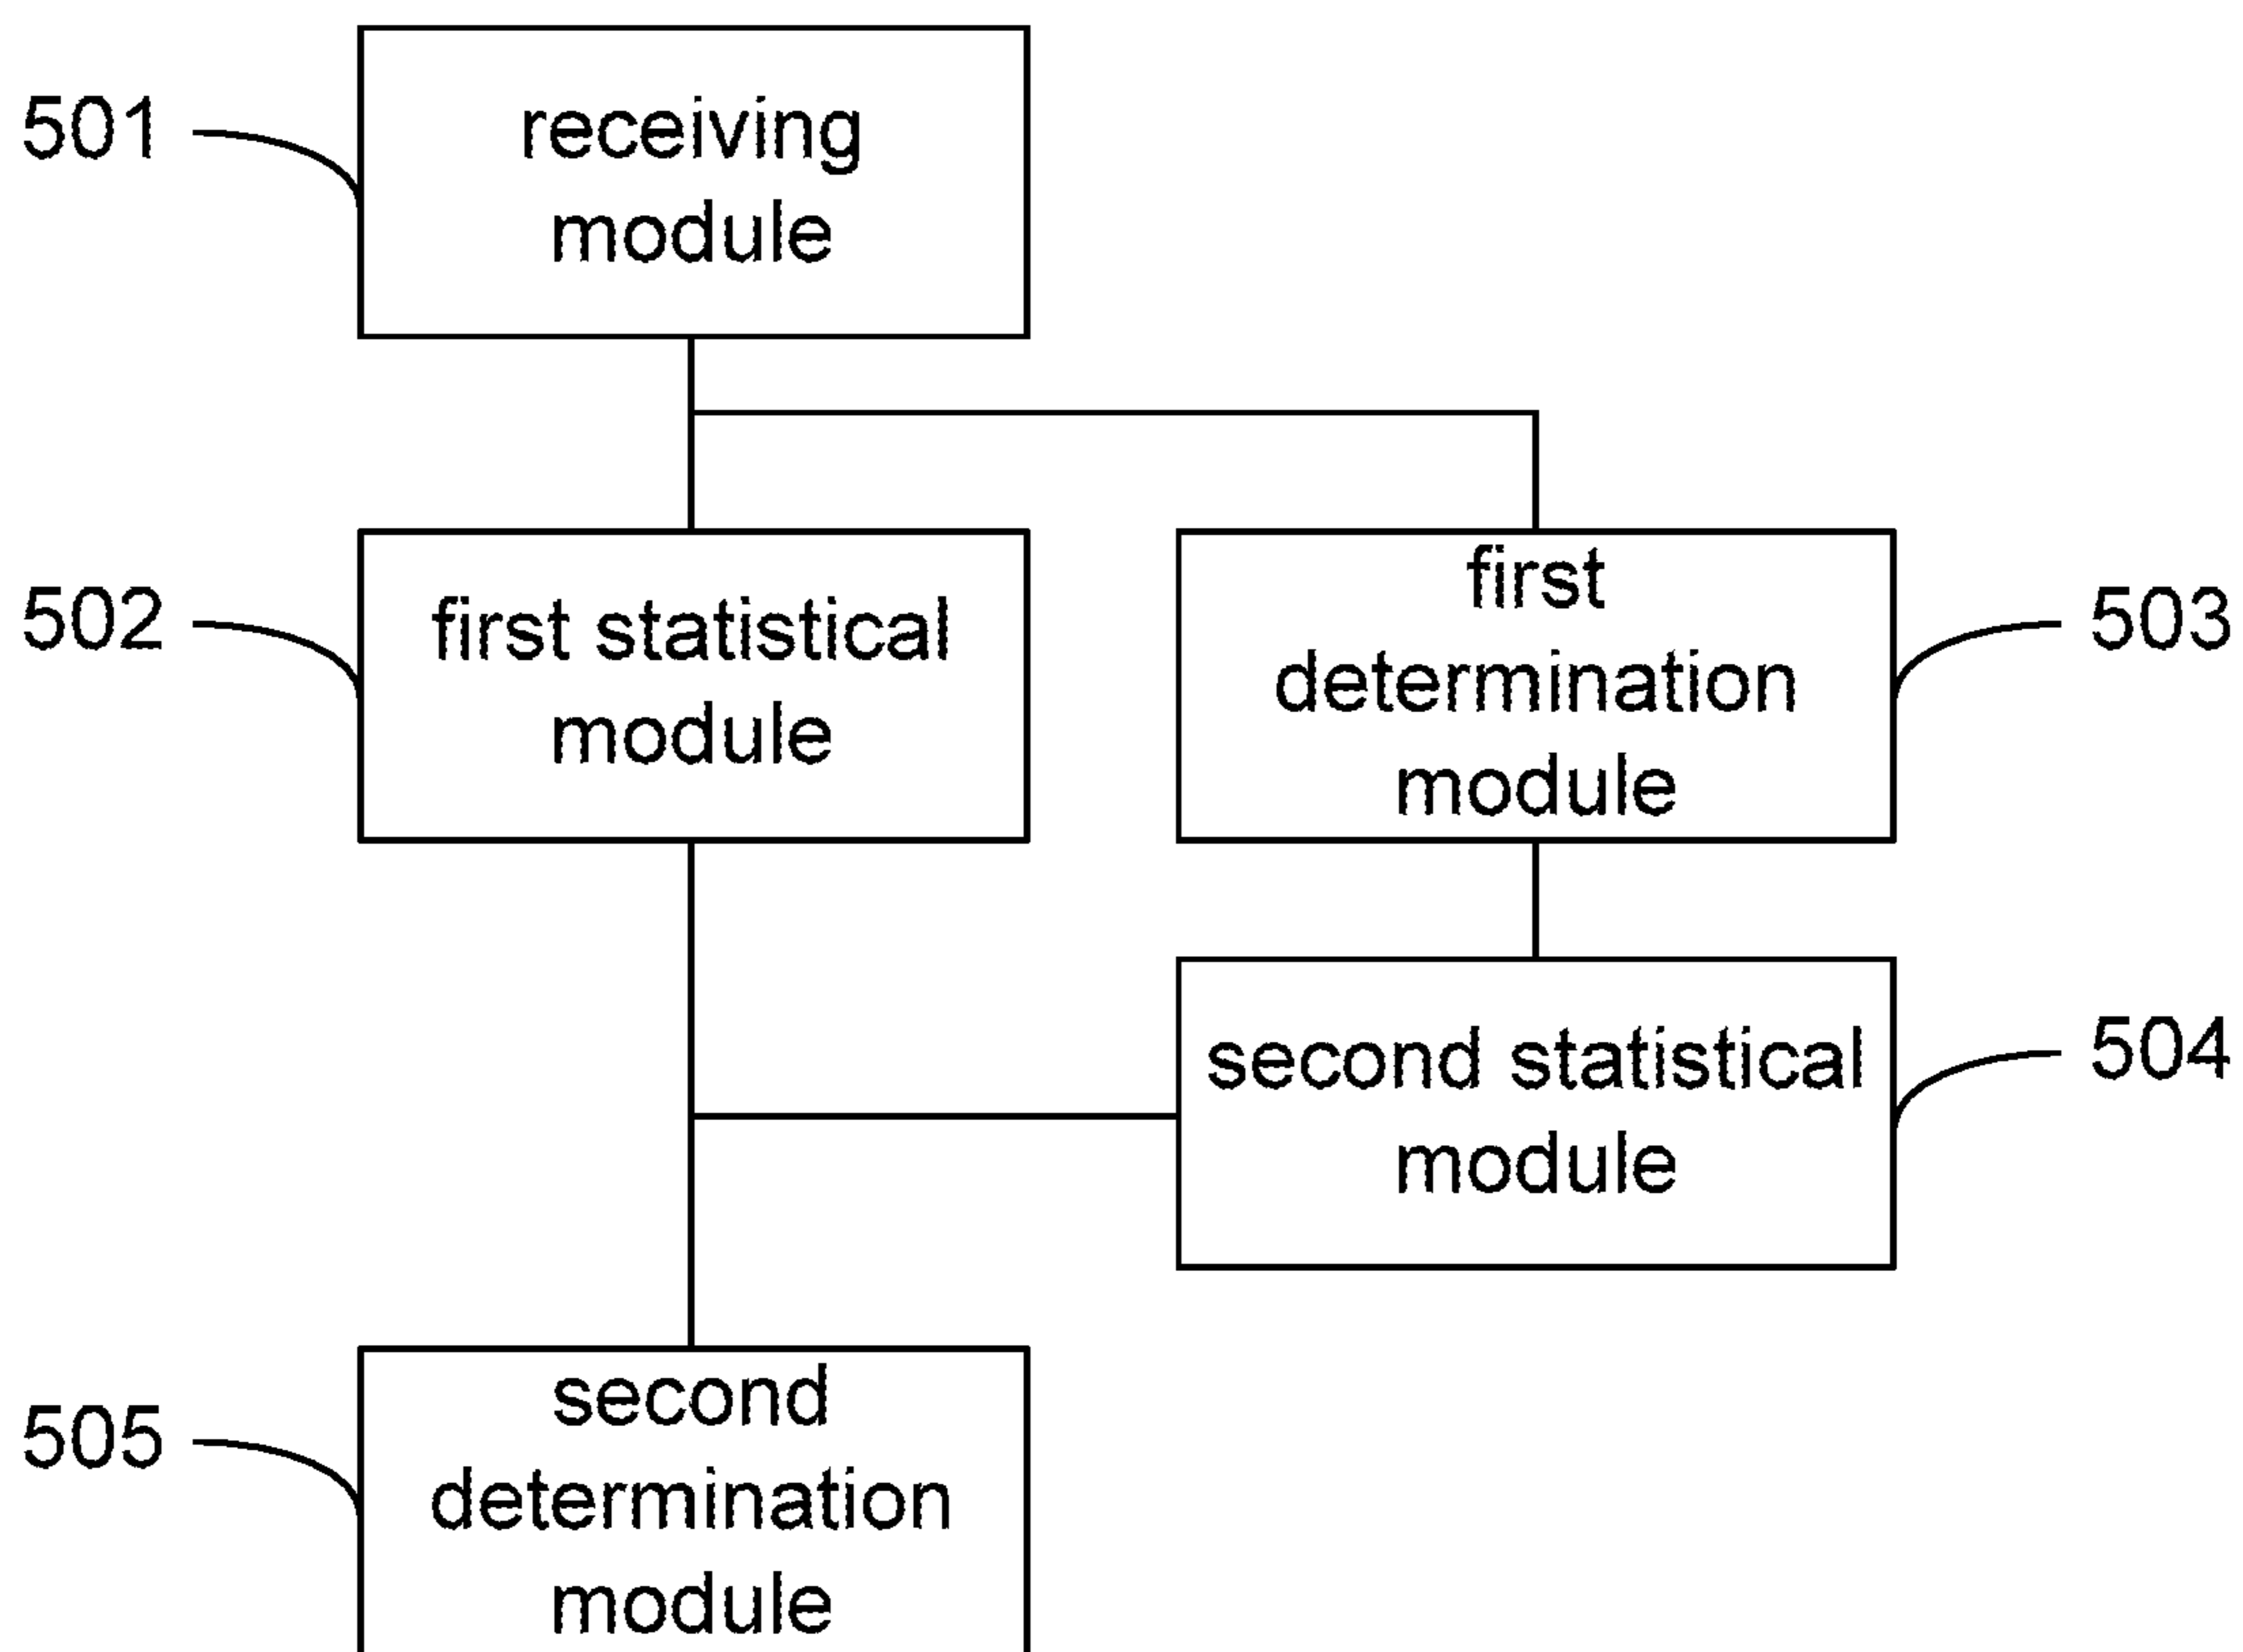 501
receiving
module
502
first statistical
module
first
determination
module
503
second statistical
module
504
505
second
determination
module